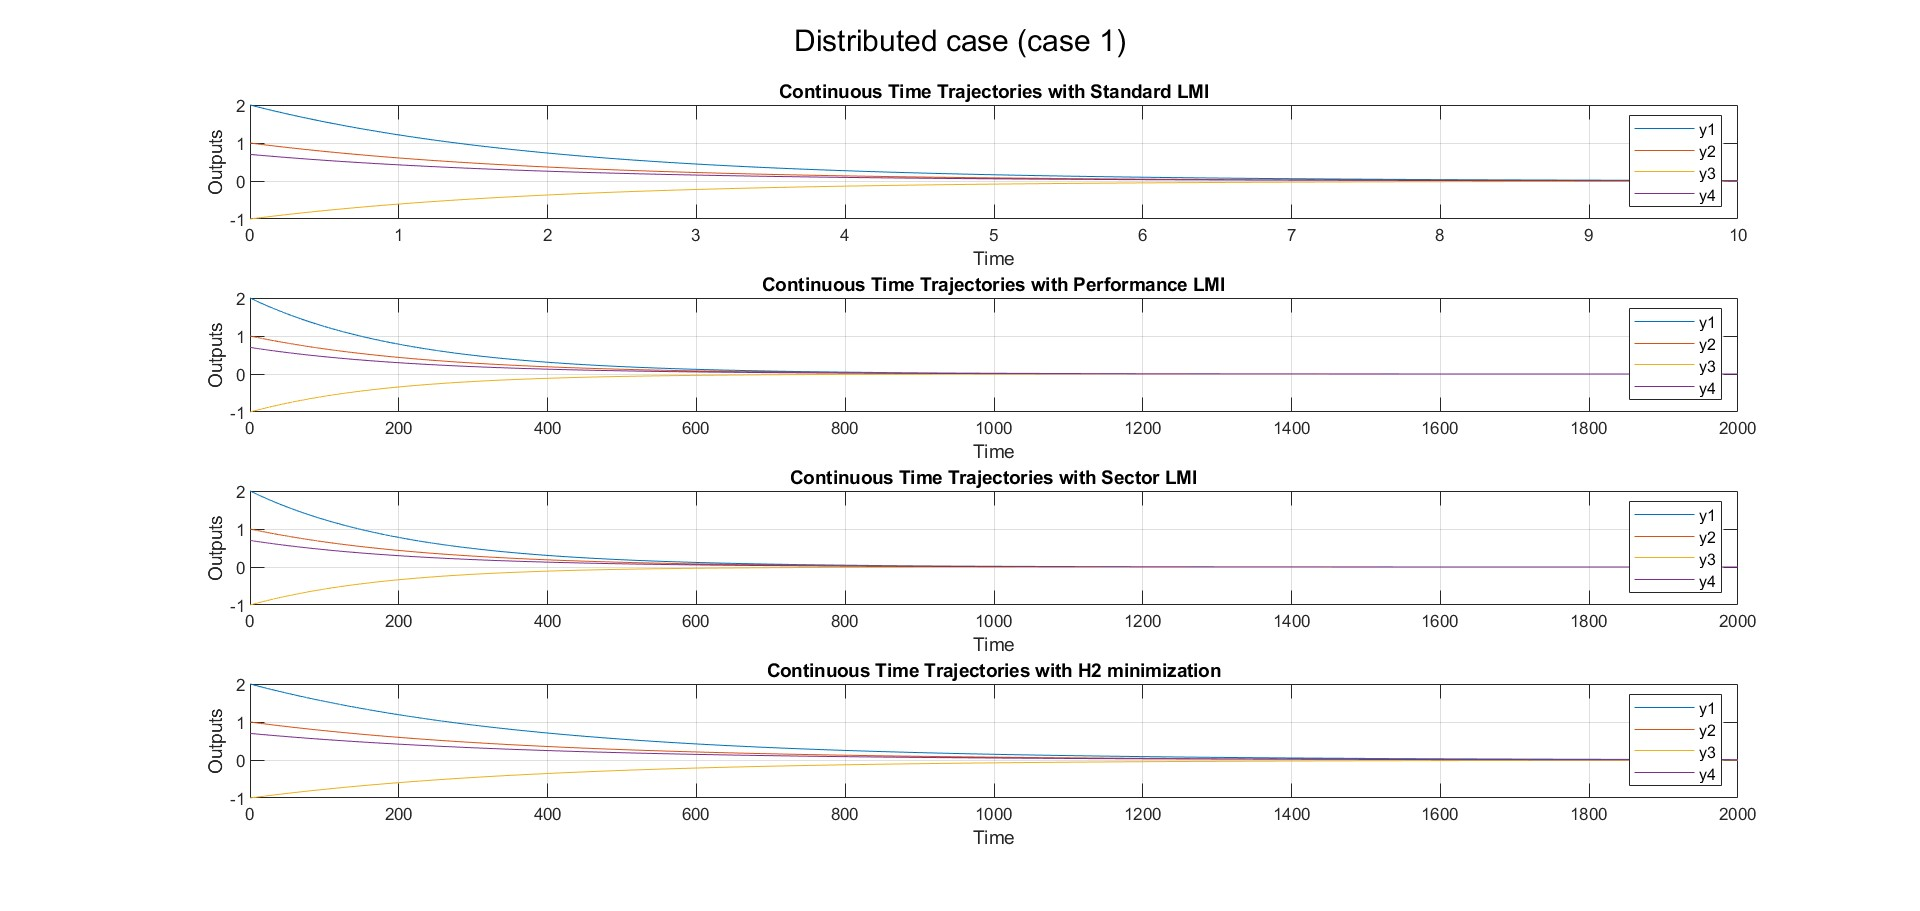 Distributed case (case 1)
Continuous Time Trajectories with Standard LMI
Outputs
2
1
0
-1
y1
y2
y3
y4
0 1 2 3 4 5 6 7 8 9 10
Time
Continuous Time Trajectories with Performance LMI
Outputs
2
1
0
-1
y1
y2
y3
y4
0 200 400 600 800 1000 1200 1400 1600 1800 2000
Time
Continuous Time Trajectories with Sector LMI
Outputs
2
1
0
-1
y1
y2
y3
y4
0 200 400 600 800 1000 1200 1400 1600 1800 2000
Time
Continuous Time Trajectories with H2 minimization
Outputs
2
1
0
-1
y1
y2
y3
y4
0 200 400 600 800 1000 1200 1400 1600 1800 2000
Time